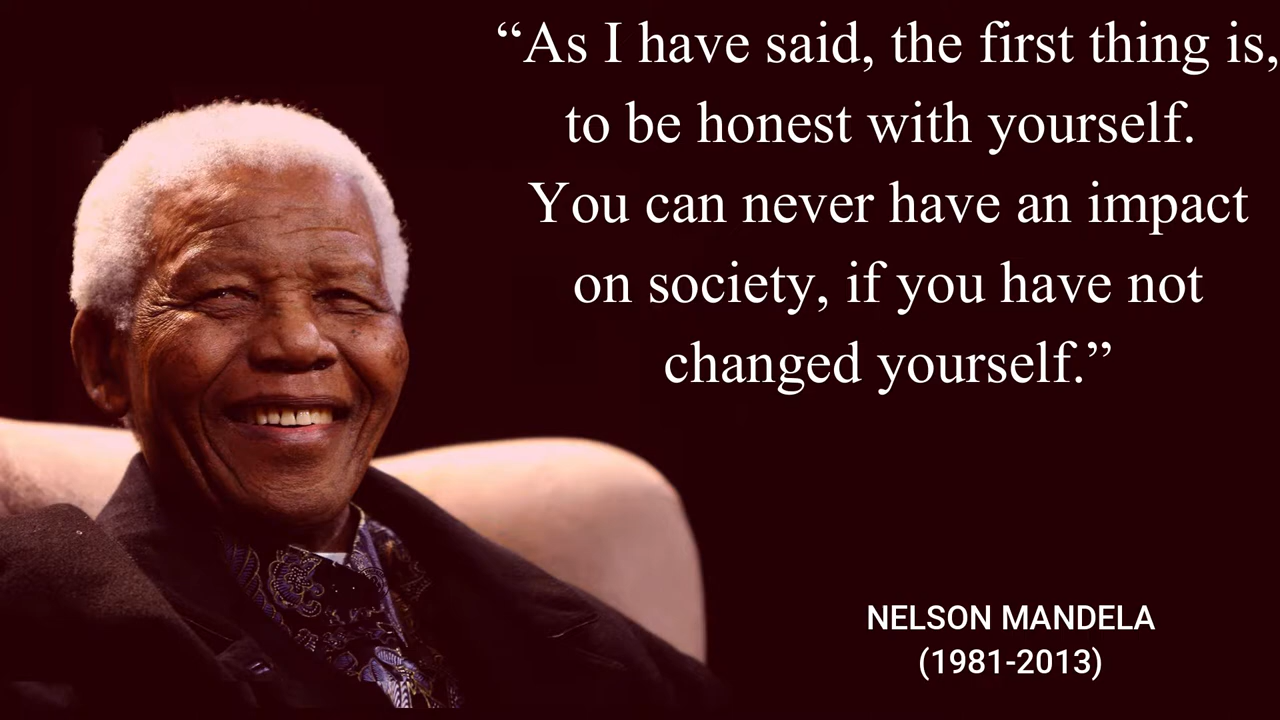 “As I have said, the first thing is,
to be honest with yourself.
You can never have an impact
on society, if you have not
changed yourself.”
NELSON MANDELA
(1981-2013)